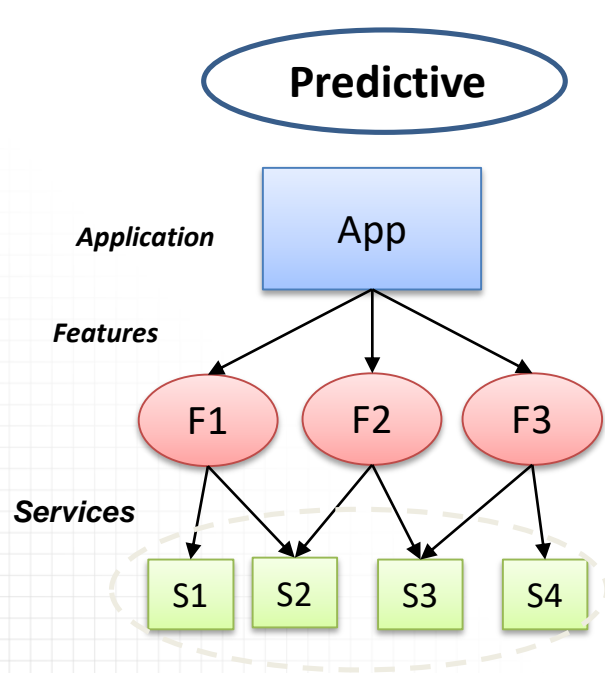 Predictive
Application
App
Features
F1
F2
F3
Services
S1
S2
S3
S4